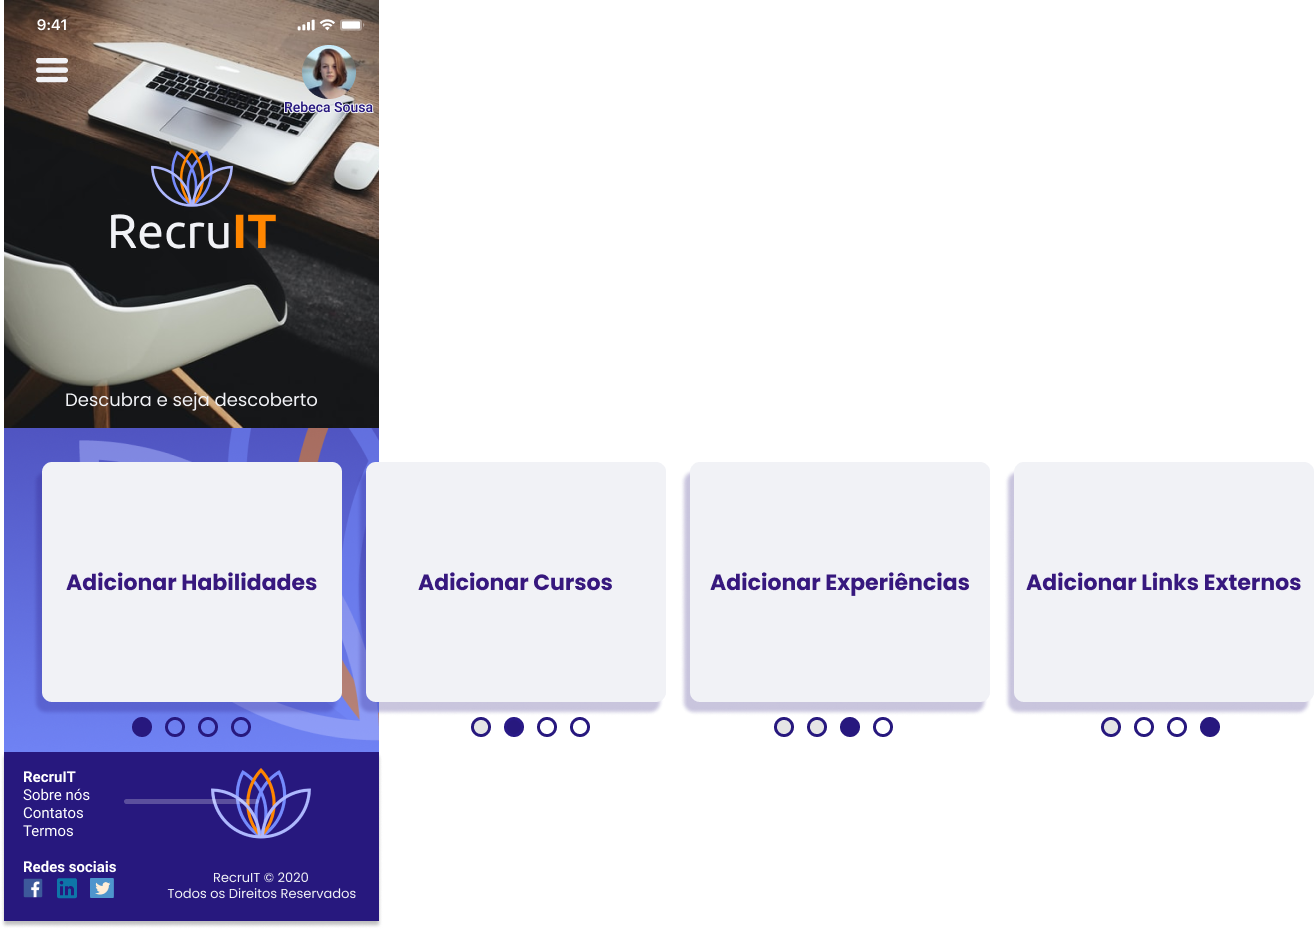 9:41
Rebeca Sousa
RecruIT
Descubra e seja descoberto
Adicionar Habilidades
Adicionar Cursos
Adicionar Experiências
Adicionar Links Externos
RecruIT
Sobre nós
Contatos
Termos
Redes sociais
f
in
RecruIT © 2020
Todos os Direitos Reservados